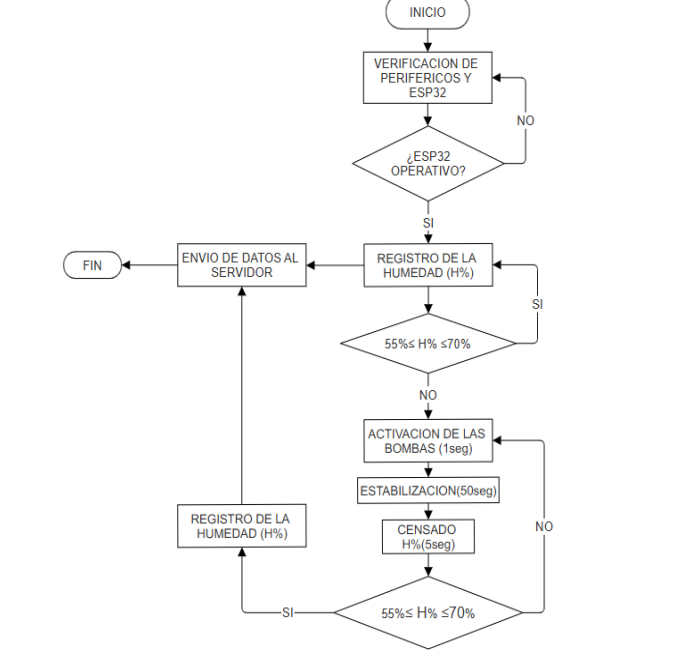 INICIO
VERIFICACION DE
PERIFERICOS Y
ESP32
NO
¿ESP32
OPERATIVO?
SI
FIN
ENVIO DE DATOS AL
SERVIDOR
REGISTRO DE LA
HUMEDAD (H%)
SI
55%≤ H% ≤70%
NO
ACTIVACION DE LAS
BOMBAS (1seg)
ESTABILIZACION(50seg)
REGISTRO DE LA
HUMEDAD (H%)
CENSADO
H%(5seg)
NO
SI
55%≤ H% ≤70%